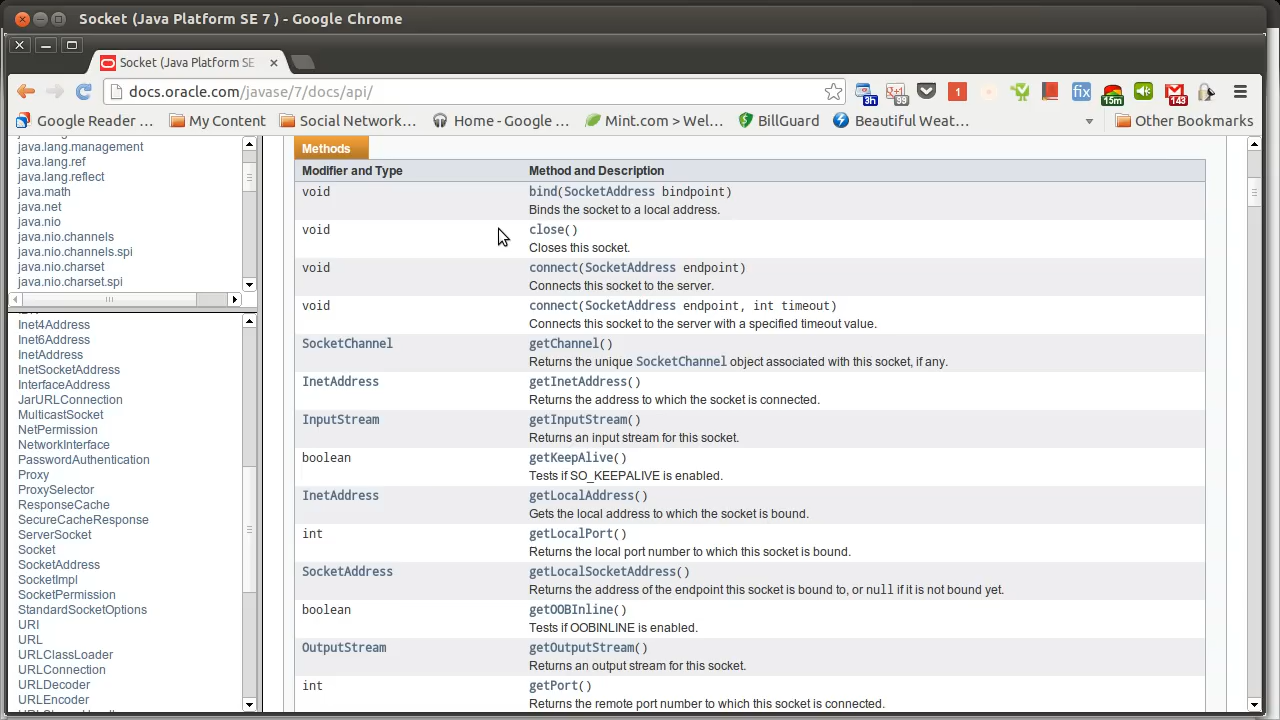 Socket (Java Platform SE 7 ) - Google Chrome
Socket (Java Platform SE
docs.oracle.com/javase/7/docs/api/
3h
99
1
fix
15m
143
Google Reader ...
My Content
Social Network...
Home - Google ...
Mint.com > Wel...
BillGuard
Beautiful Weat...
Other Bookmarks
java.lang.management
java.lang.ref
java.lang.reflect
java.math
java.net
java.nio
java.nio.channels
java.nio.channels.spi
java.nio.charset
java.nio.charset.spi
Inet4Address
Inet6Address
InetAddress
InetSocketAddress
InterfaceAddress
JarURLConnection
MulticastSocket
NetPermission
NetworkInterface
PasswordAuthentication
Proxy
ProxySelector
ResponseCache
SecureCacheResponse
ServerSocket
Socket
SocketAddress
SocketImpl
SocketPermission
StandardSocketOptions
URI
URL
URLClassLoader
URLConnection
URLDecoder
URLEncoder
Methods
Modifier and Type Method and Description
void bind(SocketAddress bindpoint)
Binds the socket to a local address.
void close()
Closes this socket.
void connect(SocketAddress endpoint)
Connects this socket to the server.
void connect(SocketAddress endpoint, int timeout)
Connects this socket to the server with a specified timeout value.
SocketChannel getChannel()
Returns the unique SocketChannel object associated with this socket, if any.
InetAddress getInetAddress()
Returns the address to which the socket is connected.
InputStream getInputStream()
Returns an input stream for this socket.
boolean getKeepAlive()
Tests if SO_KEEPALIVE is enabled.
InetAddress getLocalAddress()
Gets the local address to which the socket is bound.
int getLocalPort()
Returns the local port number to which this socket is bound.
SocketAddress getLocalSocketAddress()
Returns the address of the endpoint this socket is bound to, or null if it is not bound yet.
boolean getOOBInline()
Tests if OOBINLINE is enabled.
OutputStream getOutputStream()
Returns an output stream for this socket.
int getPort()
Returns the remote port number to which this socket is connected.